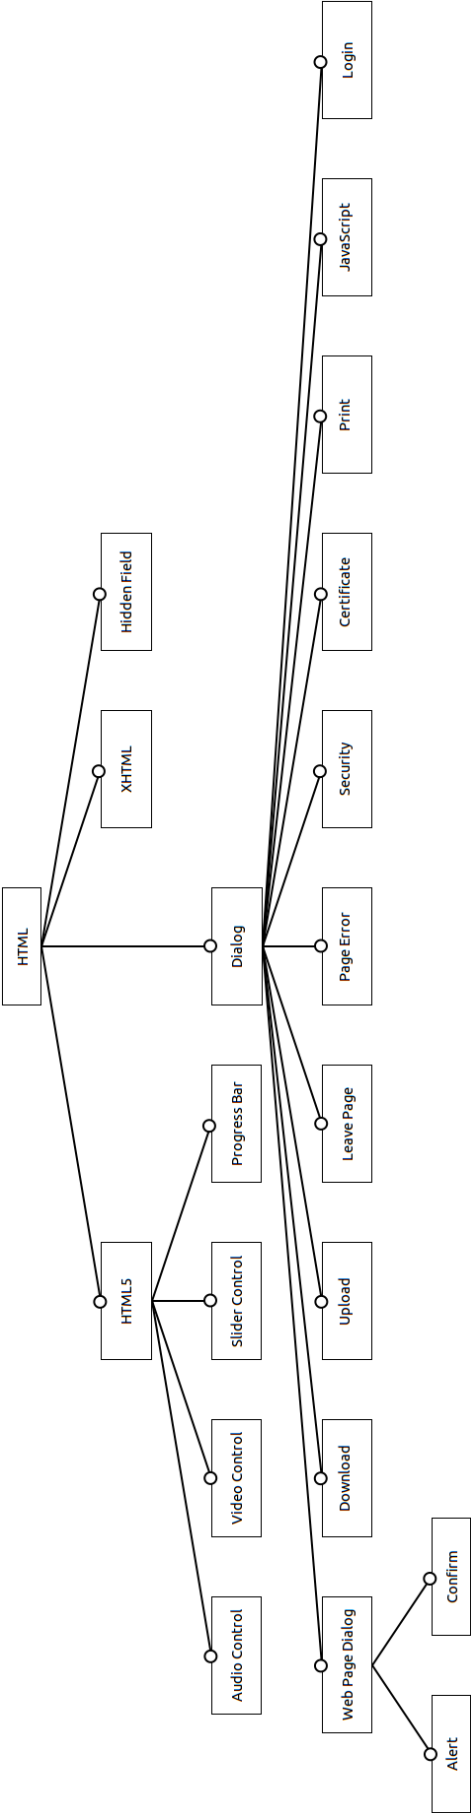 HTML
HTML5
XHTML
Hidden Field
Audio Control
Video Control
Slider Control
Progress Bar
Dialog
Web Page Dialog
Download
Upload
Leave Page
Page Error
Security
Certificate
Print
JavaScript
Login
Alert
Confirm